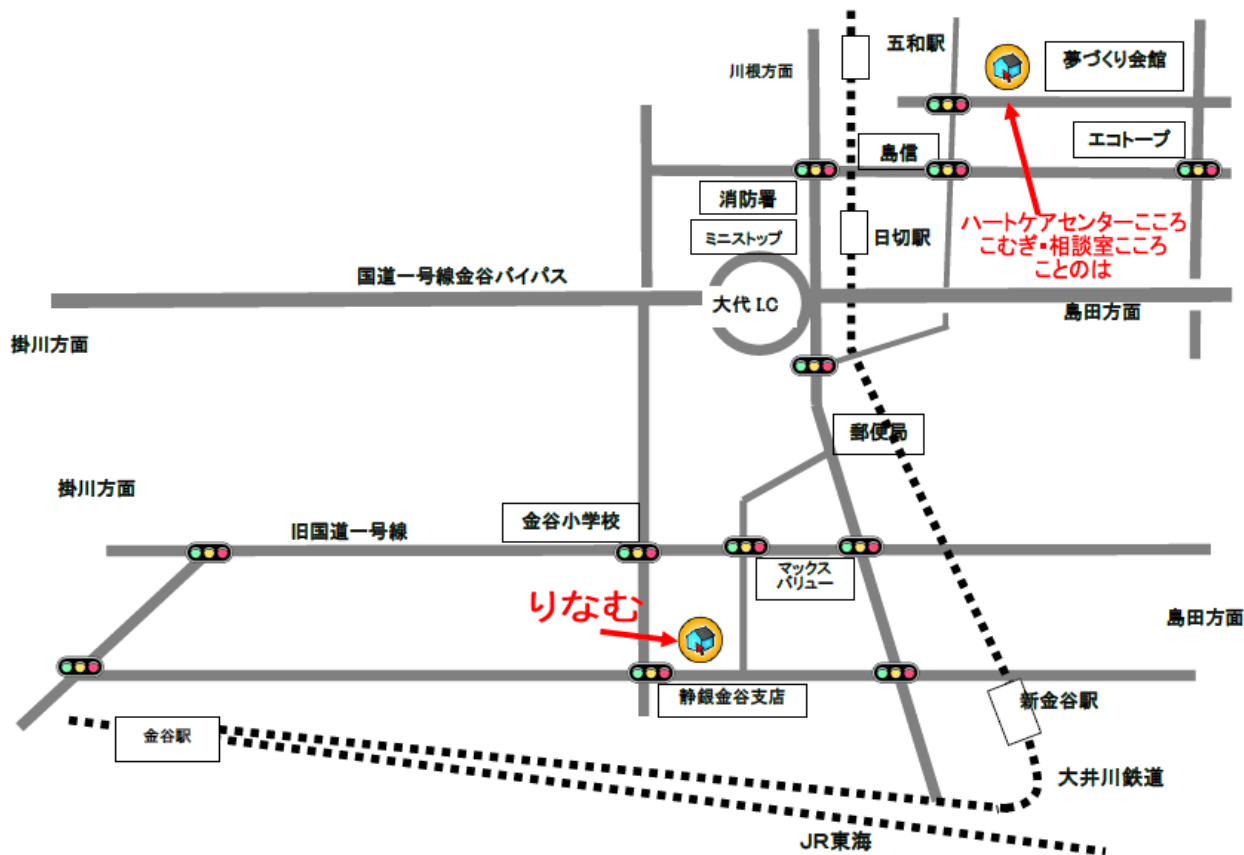 五和駅
夢づくり会館
川根方面
エコトープ
島信
消防署
ミニストップ
日切駅
ハートケアセンターこころ
こむぎ・相談室こころ
ことのは
国道一号線金谷バイパス
大代 I.C
島田方面
掛川方面
郵便局
掛川方面
金谷小学校
旧国道一号線
マックス
バリュー
りなむ
島田方面
静銀金谷支店
新金谷駅
金谷駅
大井川鉄道
JR東海